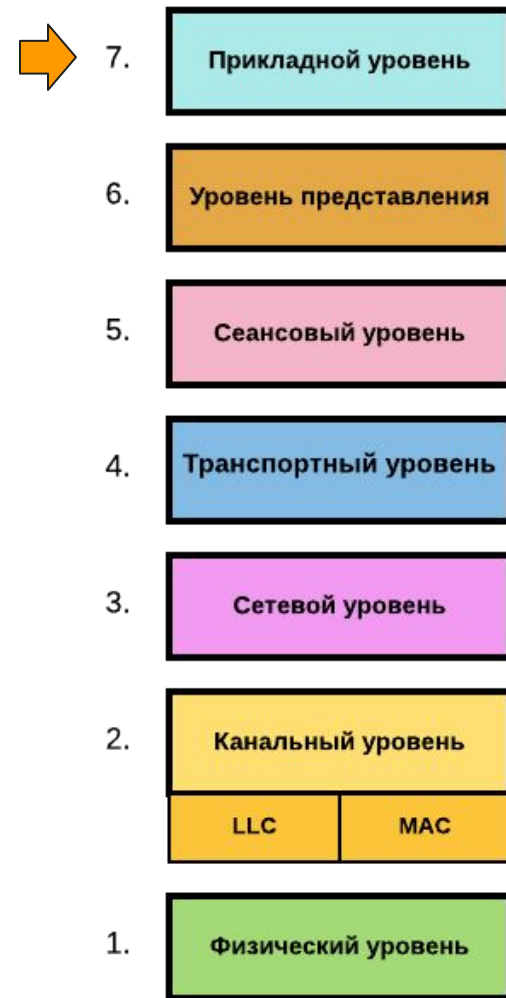 7. Прикладной уровень
6. Уровень представления
5. Сеансовый уровень
4. Транспортный уровень
3. Сетевой уровень
2. Канальный уровень
LLC MAC
1. Физический уровень